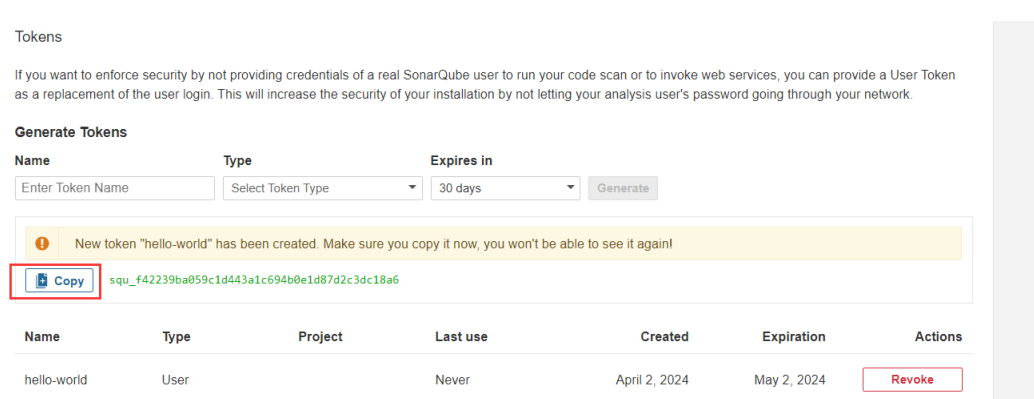 Tokens
If you want to enforce security by not providing credentials of a real SonarQube user to run your code scan or to invoke web services, you can provide a User Token
as a replacement of the user login. This will increase the security of your installation by not letting your analysis user's password going through your network.
Generate Tokens
Name Type Expires in
Enter Token Name Select Token Type 30 days Generate
New token "hello-world" has been created. Make sure you copy it now, you won't be able to see it again!
Copy squ_f42239ba059c1d443a1c694b0e1d87d2c3dc18a6
Name Type Project Last use Created Expiration Actions
hello-world User Never April 2, 2024 May 2, 2024 Revoke